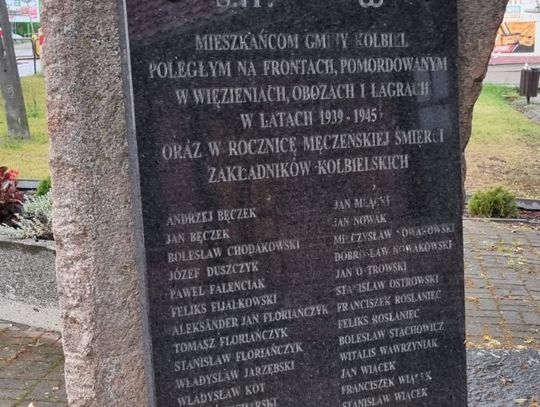 MIESZKAŃCOM GMINY KOŁBIEL
POLEGŁYM NA FRONTACH, POMORDOWANYM
W WIĘZIENIACH, OBOZACH I ŁAGRACH
W LATACH 1939-1945
ORAZ W ROCZNICĘ MĘCZEŃSKIEJ ŚMIERCI
ZAKŁADNIKÓW KOŁBIELSKICH
ANDRZEJ BĘCZEK
JAN BĘCZEK
BOLESŁAW CHODAKOWSKI
JÓZEF DUSZCZYK
PAWEŁ FALENCIAK
FELIKS FIJAŁKOWSKI
ALEKSANDER JAN FLORIAŃCZYK
TOMASZ FLORIAŃCZYK
STANISŁAW FLORIAŃCZYK
WŁADYSŁAW JARZĘBSKI
WŁADYSŁAW KOT
JAN
JAN NOWAK
MIECZYSŁAW NOWAKOWSKI
DOBROSŁAW NOWAKOWSKI
JAN OSTROWSKI
STANISŁAW OSTROWSKI
FRANCISZEK ROSŁANIEC
FELIKS ROSŁANIEC
BOLESŁAW STACHOWICZ
WITALIS WAWRZYNIAK
JAN WIĄCEK
FRANCISZEK WIĄCEK
STANISŁAW WIĄCEK